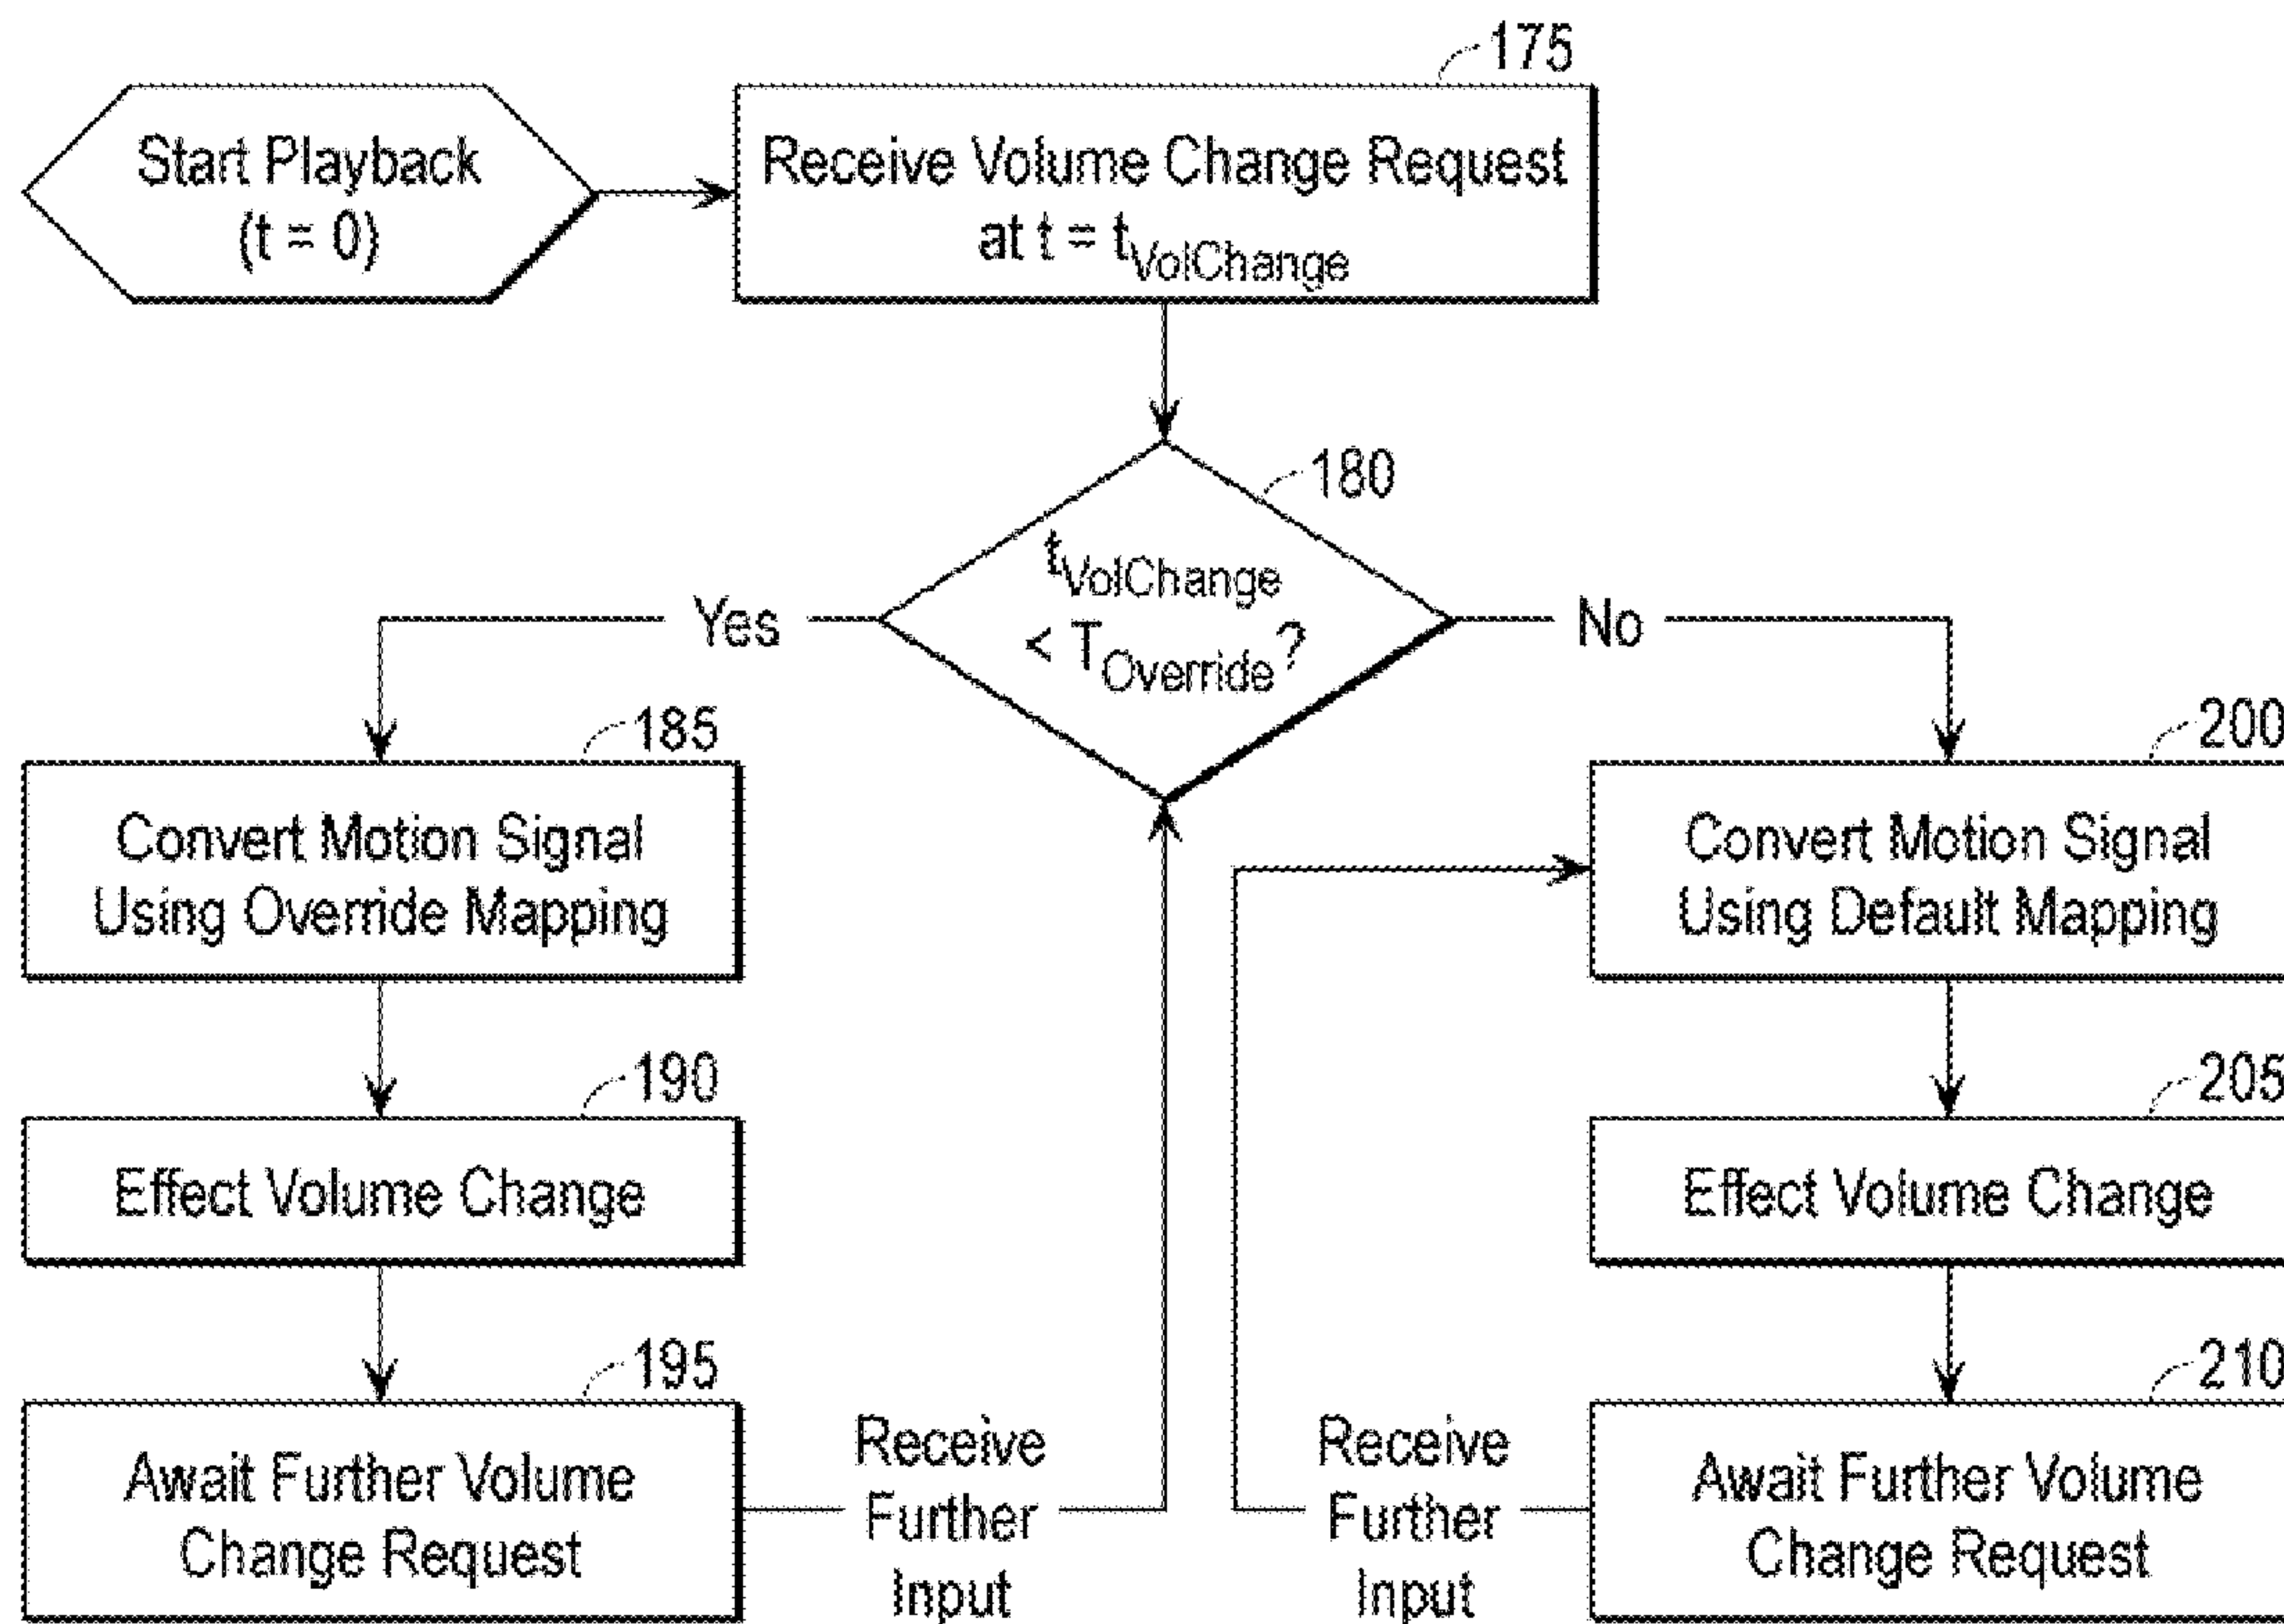 175
Start Playback
(t = 0)
Receive Volume Change Request
at t = tVolChange
180
tVolChange
< TOverride?
Yes
No
185
Convert Motion Signal
Using Override Mapping
200
Convert Motion Signal
Using Default Mapping
190
Effect Volume Change
205
Effect Volume Change
195
Await Further Volume
Change Request
Receive
Further
Input
Receive
Further
Input
210
Await Further Volume
Change Request